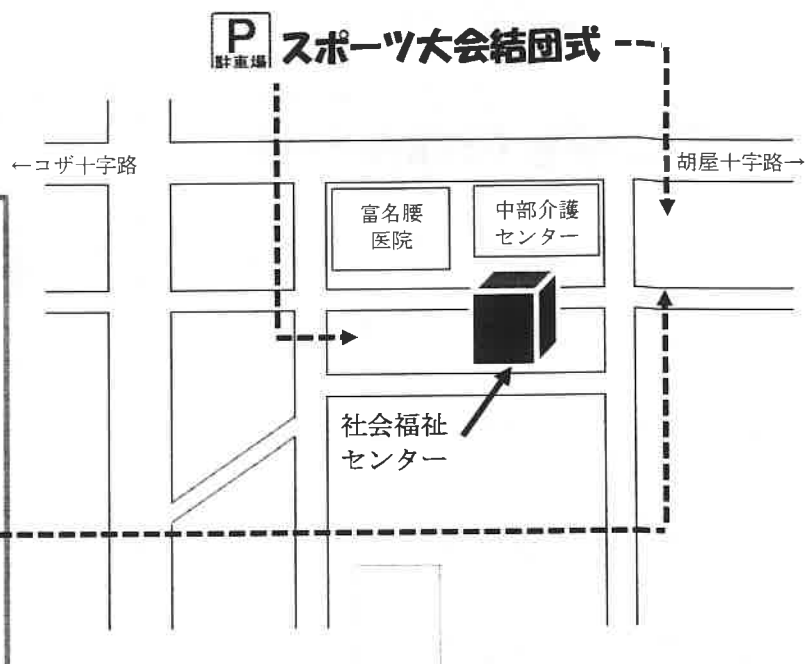 P
駐車場
スポーツ大会結団式
←コザ十字路
胡屋十字路→
富名腰
医院
中部介護
センター
社会福祉
センター